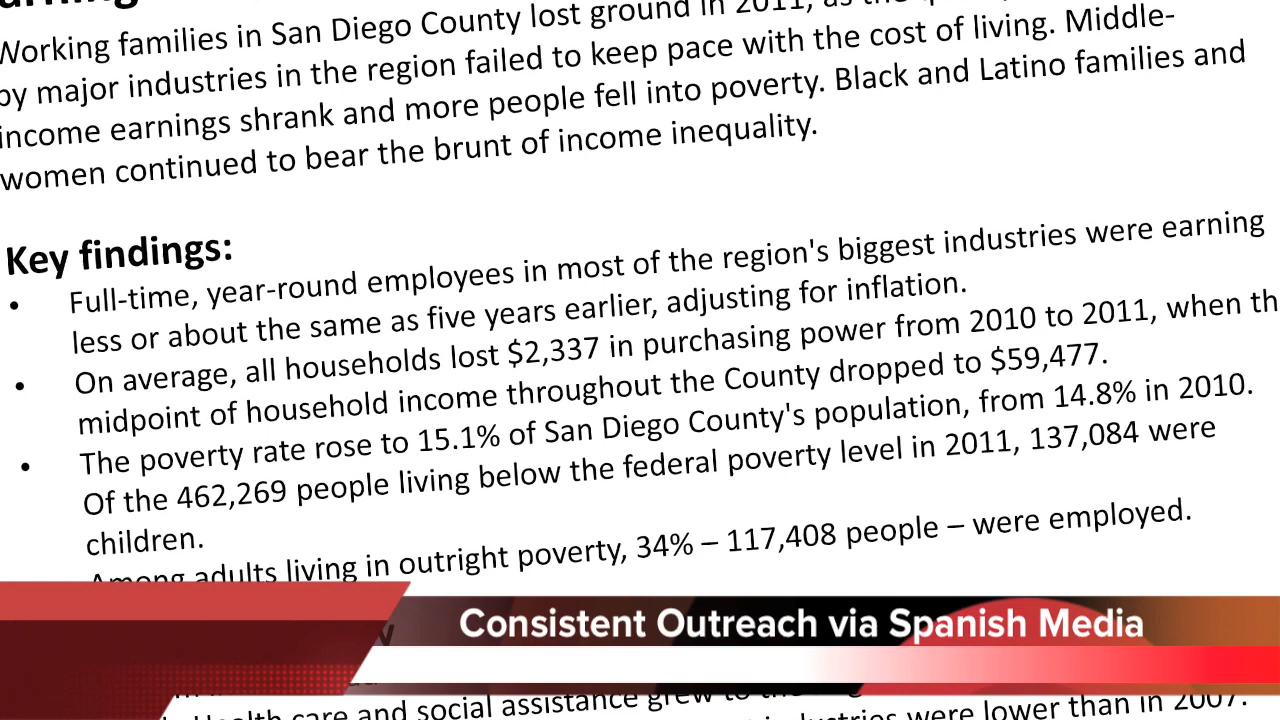 Working families in San Diego County lost ground in 2011, as the
by major industries in the region failed to keep pace with the cost of living. Middle-
income earnings shrank and more people fell into poverty. Black and Latino families and
women continued to bear the brunt of income inequality.
Key findings:
• Full-time, year-round employees in most of the region's biggest industries were earning
less or about the same as five years earlier, adjusting for inflation.
• On average, all households lost $2,337 in purchasing power from 2010 to 2011, when th
midpoint of household income throughout the County dropped to $59,477.
• The poverty rate rose to 15.1% of San Diego County's population, from 14.8% in 2010.
Of the 462,269 people living below the federal poverty level in 2011, 137,084 were
children.
Among adults living in outright poverty, 34% – 117,408 people – were employed.
Consistent Outreach via Spanish Media
Health care and social assistance grew to the
industries were lower than in 2007.